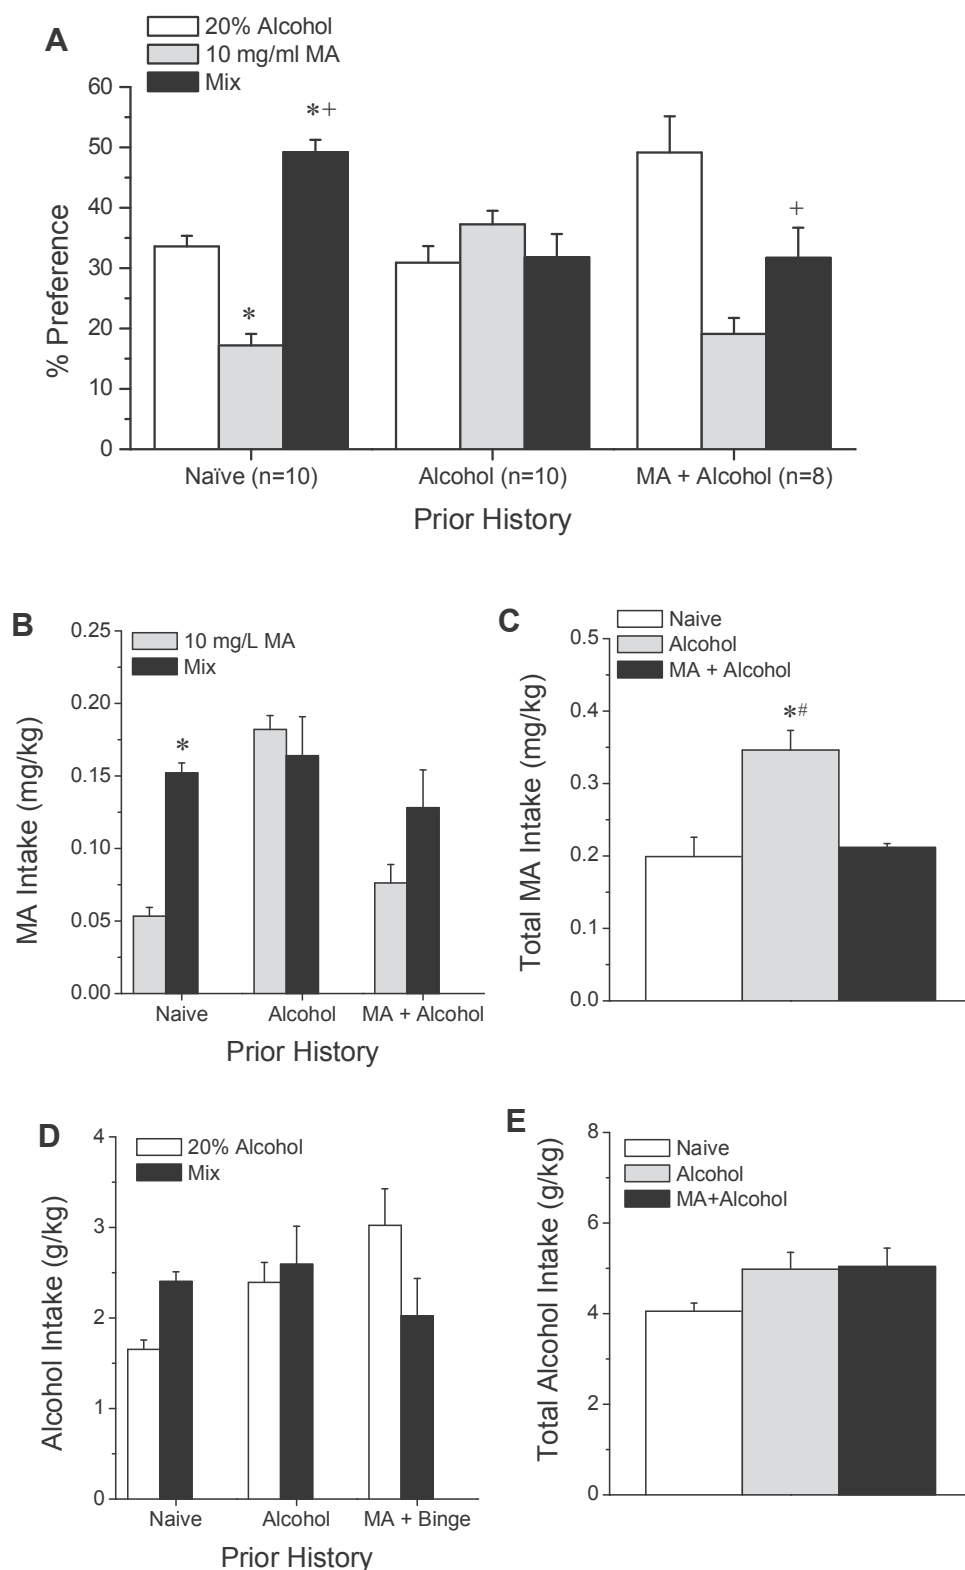 A
20% Alcohol
10 mg/ml MA
Mix
60
50
40
30
20
10
0
% Preference
*
*+
+
Naïve (n=10)
Alcohol (n=10)
MA + Alcohol (n=8)
Prior History
B
10 mg/L MA
Mix
0.25
0.20
0.15
0.10
0.05
0.00
MA Intake (mg/kg)
*
Naive
Alcohol
MA + Alcohol
Prior History
C
Naive
Alcohol
MA + Alcohol
0.5
0.4
0.3
0.2
0.1
0.0
Total MA Intake (mg/kg)
*#
D
20% Alcohol
Mix
4
3
2
1
0
Alcohol Intake (g/kg)
Naive
Alcohol
MA + Binge
Prior History
E
Naive
Alcohol
MA+Alcohol
8
6
4
2
0
Total Alcohol Intake (g/kg)